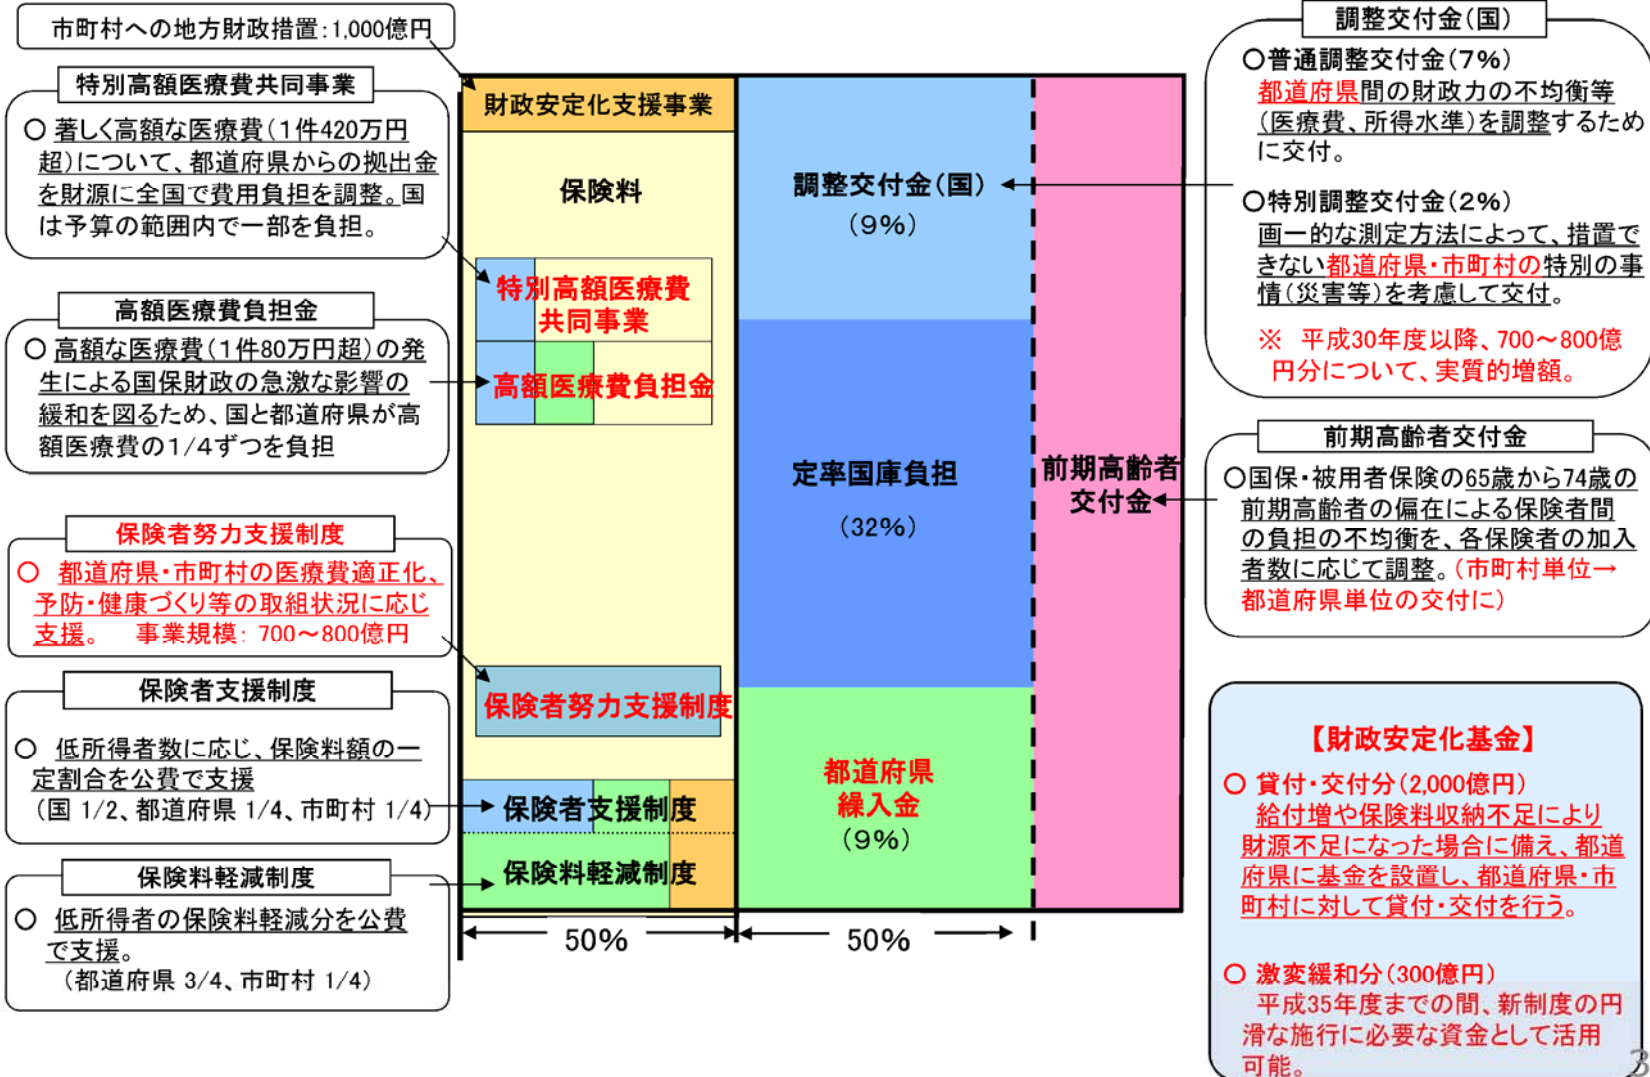 市町村への地方財政措置：1,000億円
特別高額医療費共同事業
○ 著しく高額な医療費（1件420万円
超）について、都道府県からの拠出金
を財源に全国で費用負担を調整。国
は予算の範囲内で一部を負担。
高額医療費負担金
○ 高額な医療費（1件80万円超）の発
生による国保財政の急激な影響の
緩和を図るため、国と都道府県が高
額医療費の1/4ずつを負担
保険者努力支援制度
○ 都道府県・市町村の医療費適正化、
予防・健康づくり等の取組状況に応じ
支援。 事業規模：700～800億円
保険者支援制度
○ 低所得者数に応じ、保険料額の一
定割合を公費で支援
（国 1/2、都道府県 1/4、市町村 1/4）
保険料軽減制度
○ 低所得者の保険料軽減分を公費
で支援。
（都道府県 3/4、市町村 1/4）
財政安定化支援事業
保険料
特別高額医療費
共同事業
高額医療費負担金
保険者努力支援制度
保険者支援制度
保険料軽減制度
50%
調整交付金（国）
（9%）
定率国庫負担
（32%）
都道府県
繰入金
（9%）
50%
前期高齢者
交付金
調整交付金（国）
○普通調整交付金（7%）
都道府県間の財政力の不均衡等
（医療費、所得水準）を調整するため
に交付。
○特別調整交付金（2%）
画一的な測定方法によって、措置で
きない都道府県・市町村の特別の事
情（災害等）を考慮して交付。
※ 平成30年度以降、700～800億
円分について、実質的増額。
前期高齢者交付金
○国保・被用者保険の65歳から74歳の
前期高齢者の偏在による保険者間
の負担の不均衡を、各保険者の加入
者数に応じて調整。（市町村単位→
都道府県単位の交付に）
【財政安定化基金】
○ 貸付・交付分（2,000億円）
給付増や保険料収納不足により
財源不足になった場合に備え、都道
府県に基金を設置し、都道府県・市
町村に対して貸付・交付を行う。
○ 激変緩和分（300億円）
平成35年度までの間、新制度の円
滑な施行に必要な資金として活用
可能。
3